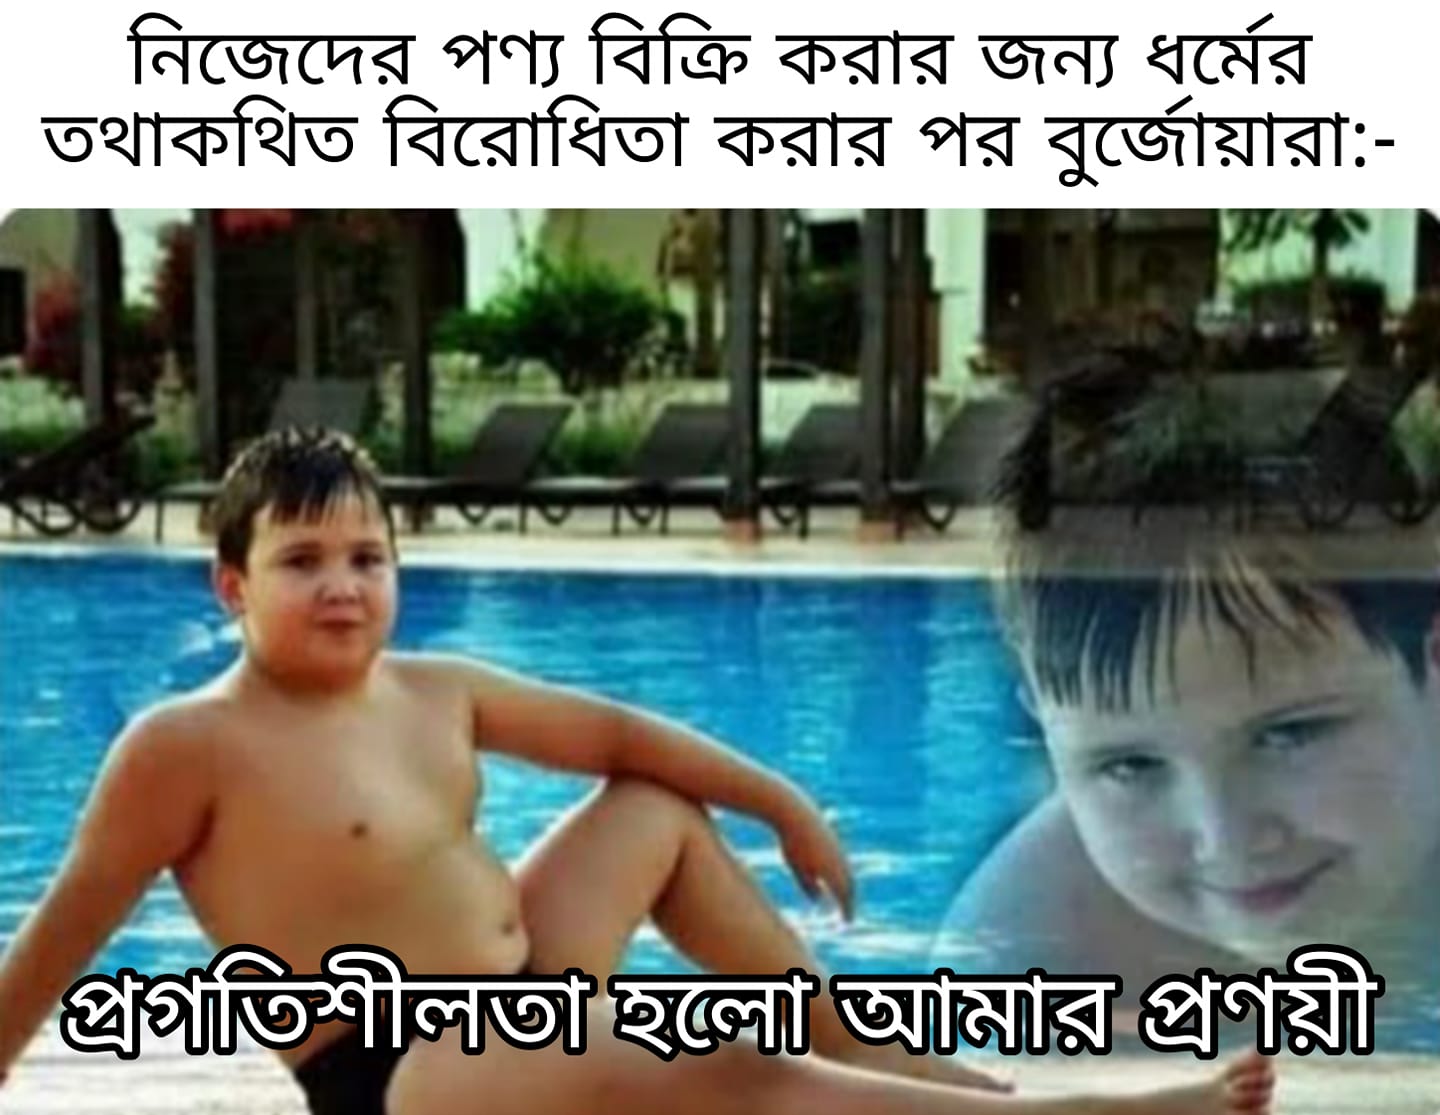 নিজেদের পণ্য বিক্রি করার জন্য ধর্মের
তথাকথিত বিরোধিতা করার পর বুর্জোয়ারা:-
প্রগতিশীলতা হলো আমার প্রণয়ী